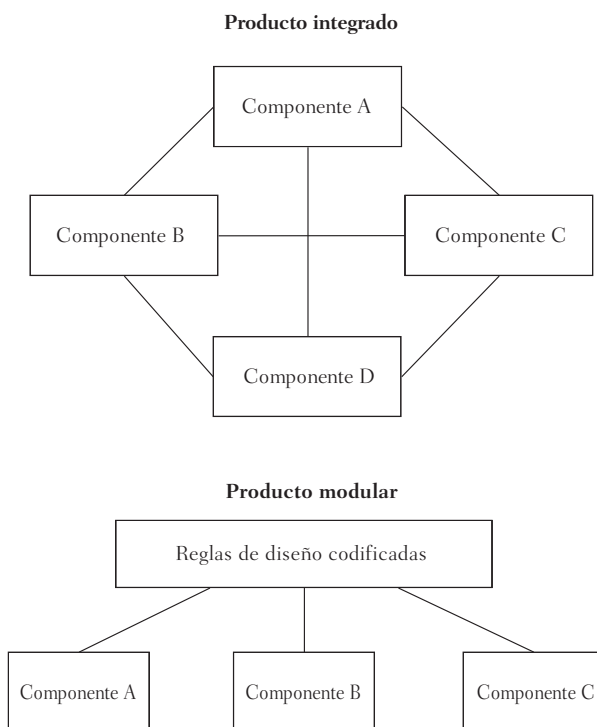 Producto integrado
Componente A
Componente B
Componente C
Componente D
Producto modular
Reglas de diseño codificadas
Componente A
Componente B
Componente C